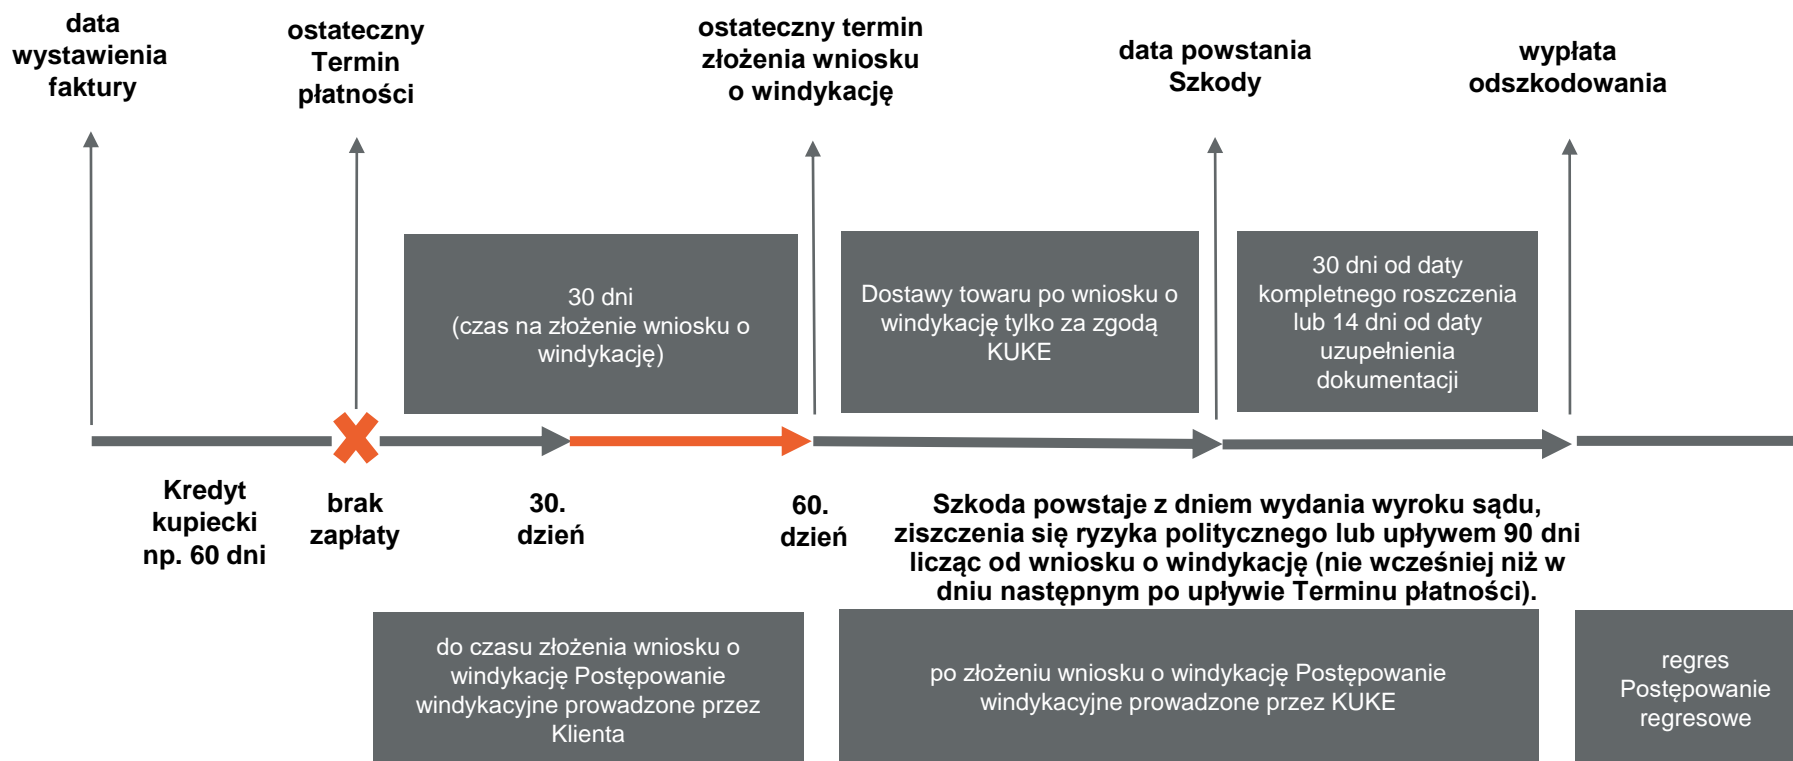 data
wystawienia
faktury
ostateczny
Termin
płatności
ostateczny termin
złożenia wniosku
o windykację
data powstania
Szkody
wypłata
odszkodowania
30 dni
(czas na złożenie wniosku o
windykację)
Dostawy towaru po wniosku o
windykację tylko za zgodą
KUKE
30 dni od daty
kompletnego roszczenia
lub 14 dni od daty
uzupełnienia
dokumentacji
Kredyt
kupiecki
np. 60 dni
brak
zapłaty
30.
dzień
60.
dzień
Szkoda powstaje z dniem wydania wyroku sądu,
ziszczenia się ryzyka politycznego lub upływem 90 dni
licząc od wniosku o windykację (nie wcześniej niż w
dniu następnym po upływie Terminu płatności).
do czasu złożenia wniosku o
windykację Postępowanie
windykacyjne prowadzone przez
Klienta
po złożeniu wniosku o windykację Postępowanie
windykacyjne prowadzone przez KUKE
regres
Postępowanie
regresowe